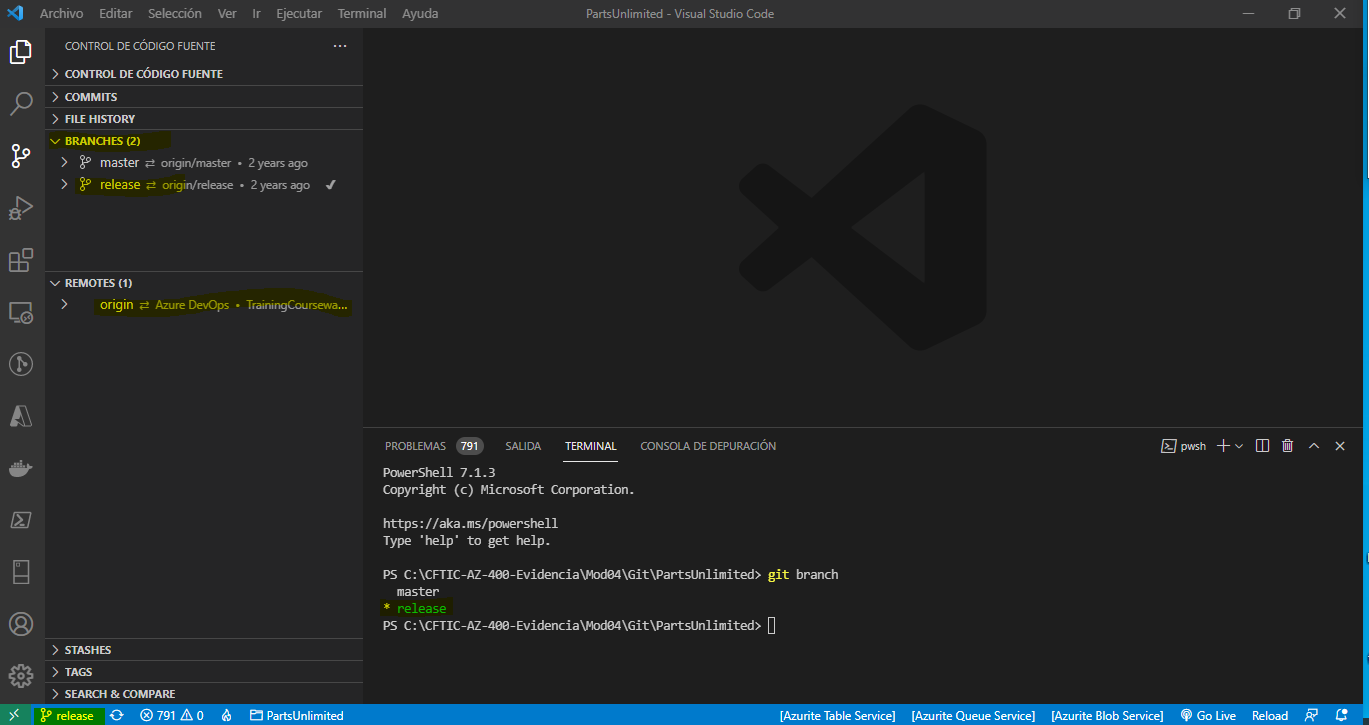 Archivo Editar Selección Ver Ir Ejecutar Terminal Ayuda PartsUnlimited - Visual Studio Code
CONTROL DE CÓDIGO FUENTE ···
CONTROL DE CÓDIGO FUENTE
COMMITS
FILE HISTORY
BRANCHES (2)
master ⇄ origin/master • 2 years ago
release ⇄ origin/release • 2 years ago ✓
REMOTES (1)
origin ⇄ Azure DevOps • TrainingCoursewa...
STASHES
TAGS
SEARCH & COMPARE
PROBLEMAS 791 SALIDA TERMINAL CONSOLA DE DEPURACIÓN pwsh
PowerShell 7.1.3
Copyright (c) Microsoft Corporation.
https://aka.ms/powershell
Type 'help' to get help.
PS C:\CFTIC-AZ-400-Evidencia\Mod04\Git\PartsUnlimited> git branch
master
* release
PS C:\CFTIC-AZ-400-Evidencia\Mod04\Git\PartsUnlimited>
release 791 0 PartsUnlimited [Azurite Table Service] [Azurite Queue Service] [Azurite Blob Service] Go Live Reload